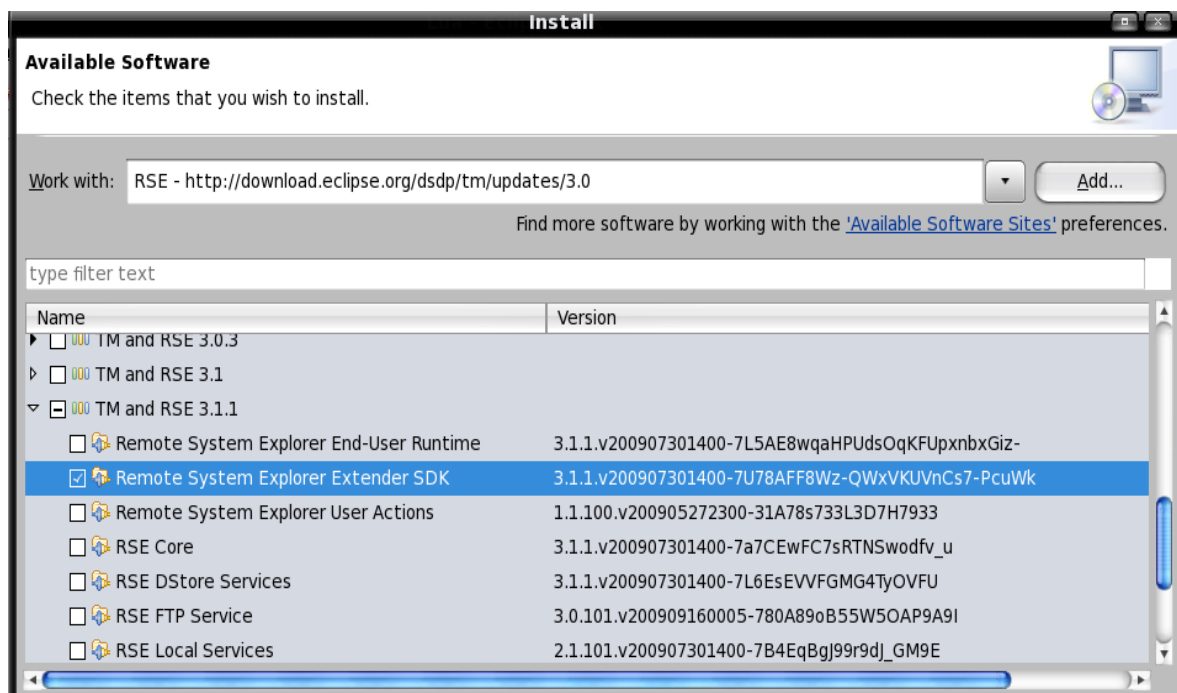 Install
Available Software
Check the items that you wish to install.
Work with: RSE - http://download.eclipse.org/dsdp/tm/updates/3.0 Add...
Find more software by working with the 'Available Software Sites' preferences.
type filter text
Name Version
TM and RSE 3.0.3
TM and RSE 3.1
TM and RSE 3.1.1
Remote System Explorer End-User Runtime 3.1.1.v200907301400-7L5AE8wqaHPUdsOqKFUpxnbxGiz-
Remote System Explorer Extender SDK 3.1.1.v200907301400-7U78AFF8Wz-QWxVKUVnCs7-PcuWk
Remote System Explorer User Actions 1.1.100.v200905272300-31A78s733L3D7H7933
RSE Core 3.1.1.v200907301400-7a7CEwFC7sRTNSwodfv_u
RSE DStore Services 3.1.1.v200907301400-7L6EsEVVFGMG4TyOVFU
RSE FTP Service 3.0.101.v200909160005-780A89oB55W5OAP9A9I
RSE Local Services 2.1.101.v200907301400-7B4EqBgJ99r9dJ_GM9E